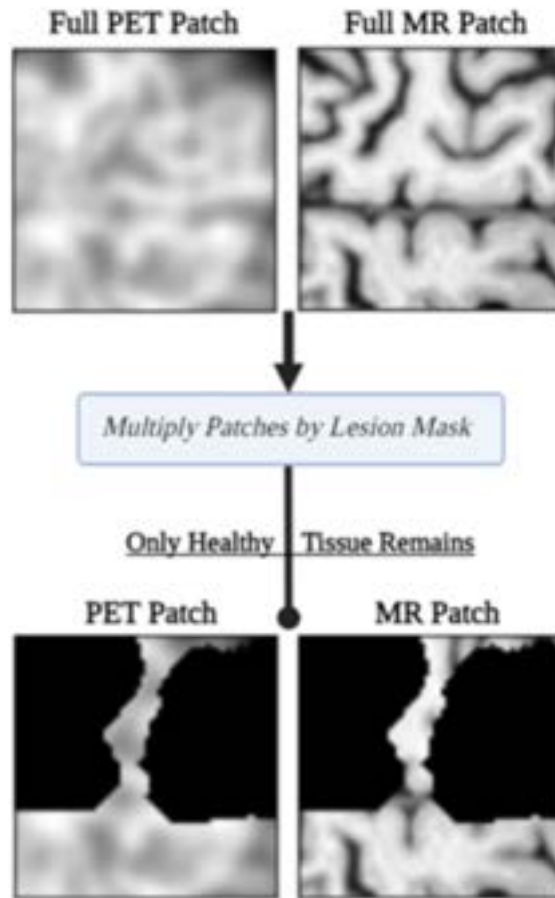 Full PET Patch Full MR Patch
Multiply Patches by Lesion Mask
Only Healthy Tissue Remains
PET Patch MR Patch